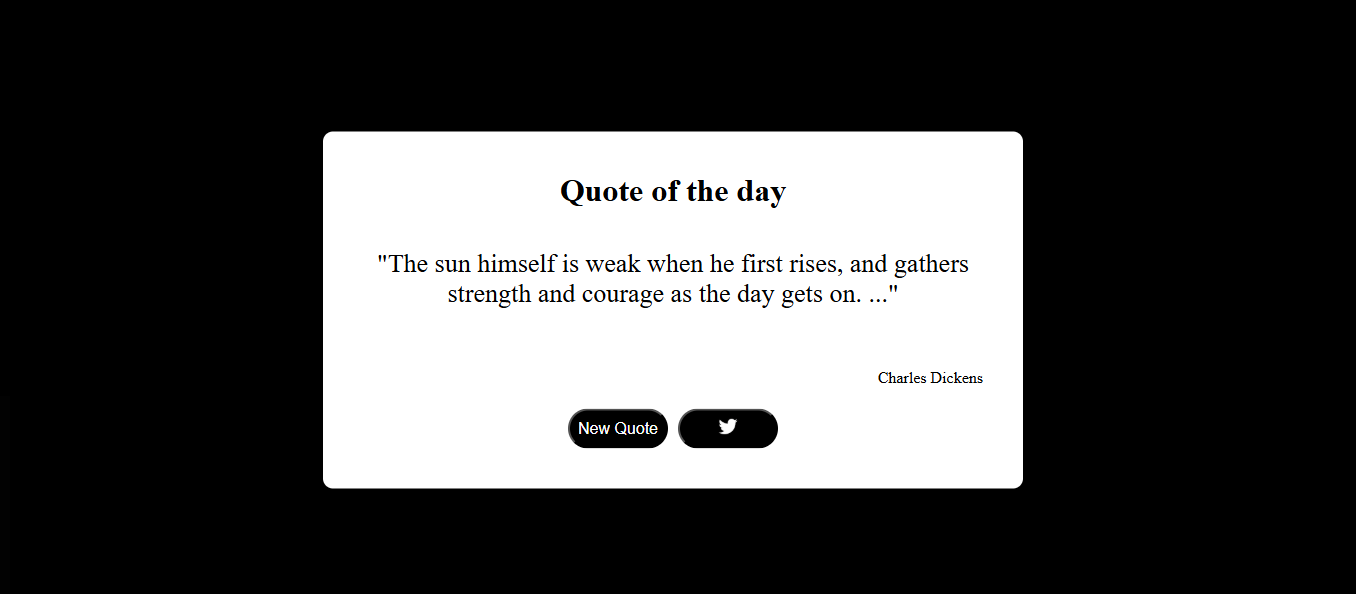 Quote of the day
"The sun himself is weak when he first rises, and gathers
strength and courage as the day gets on. ..."
Charles Dickens
New Quote